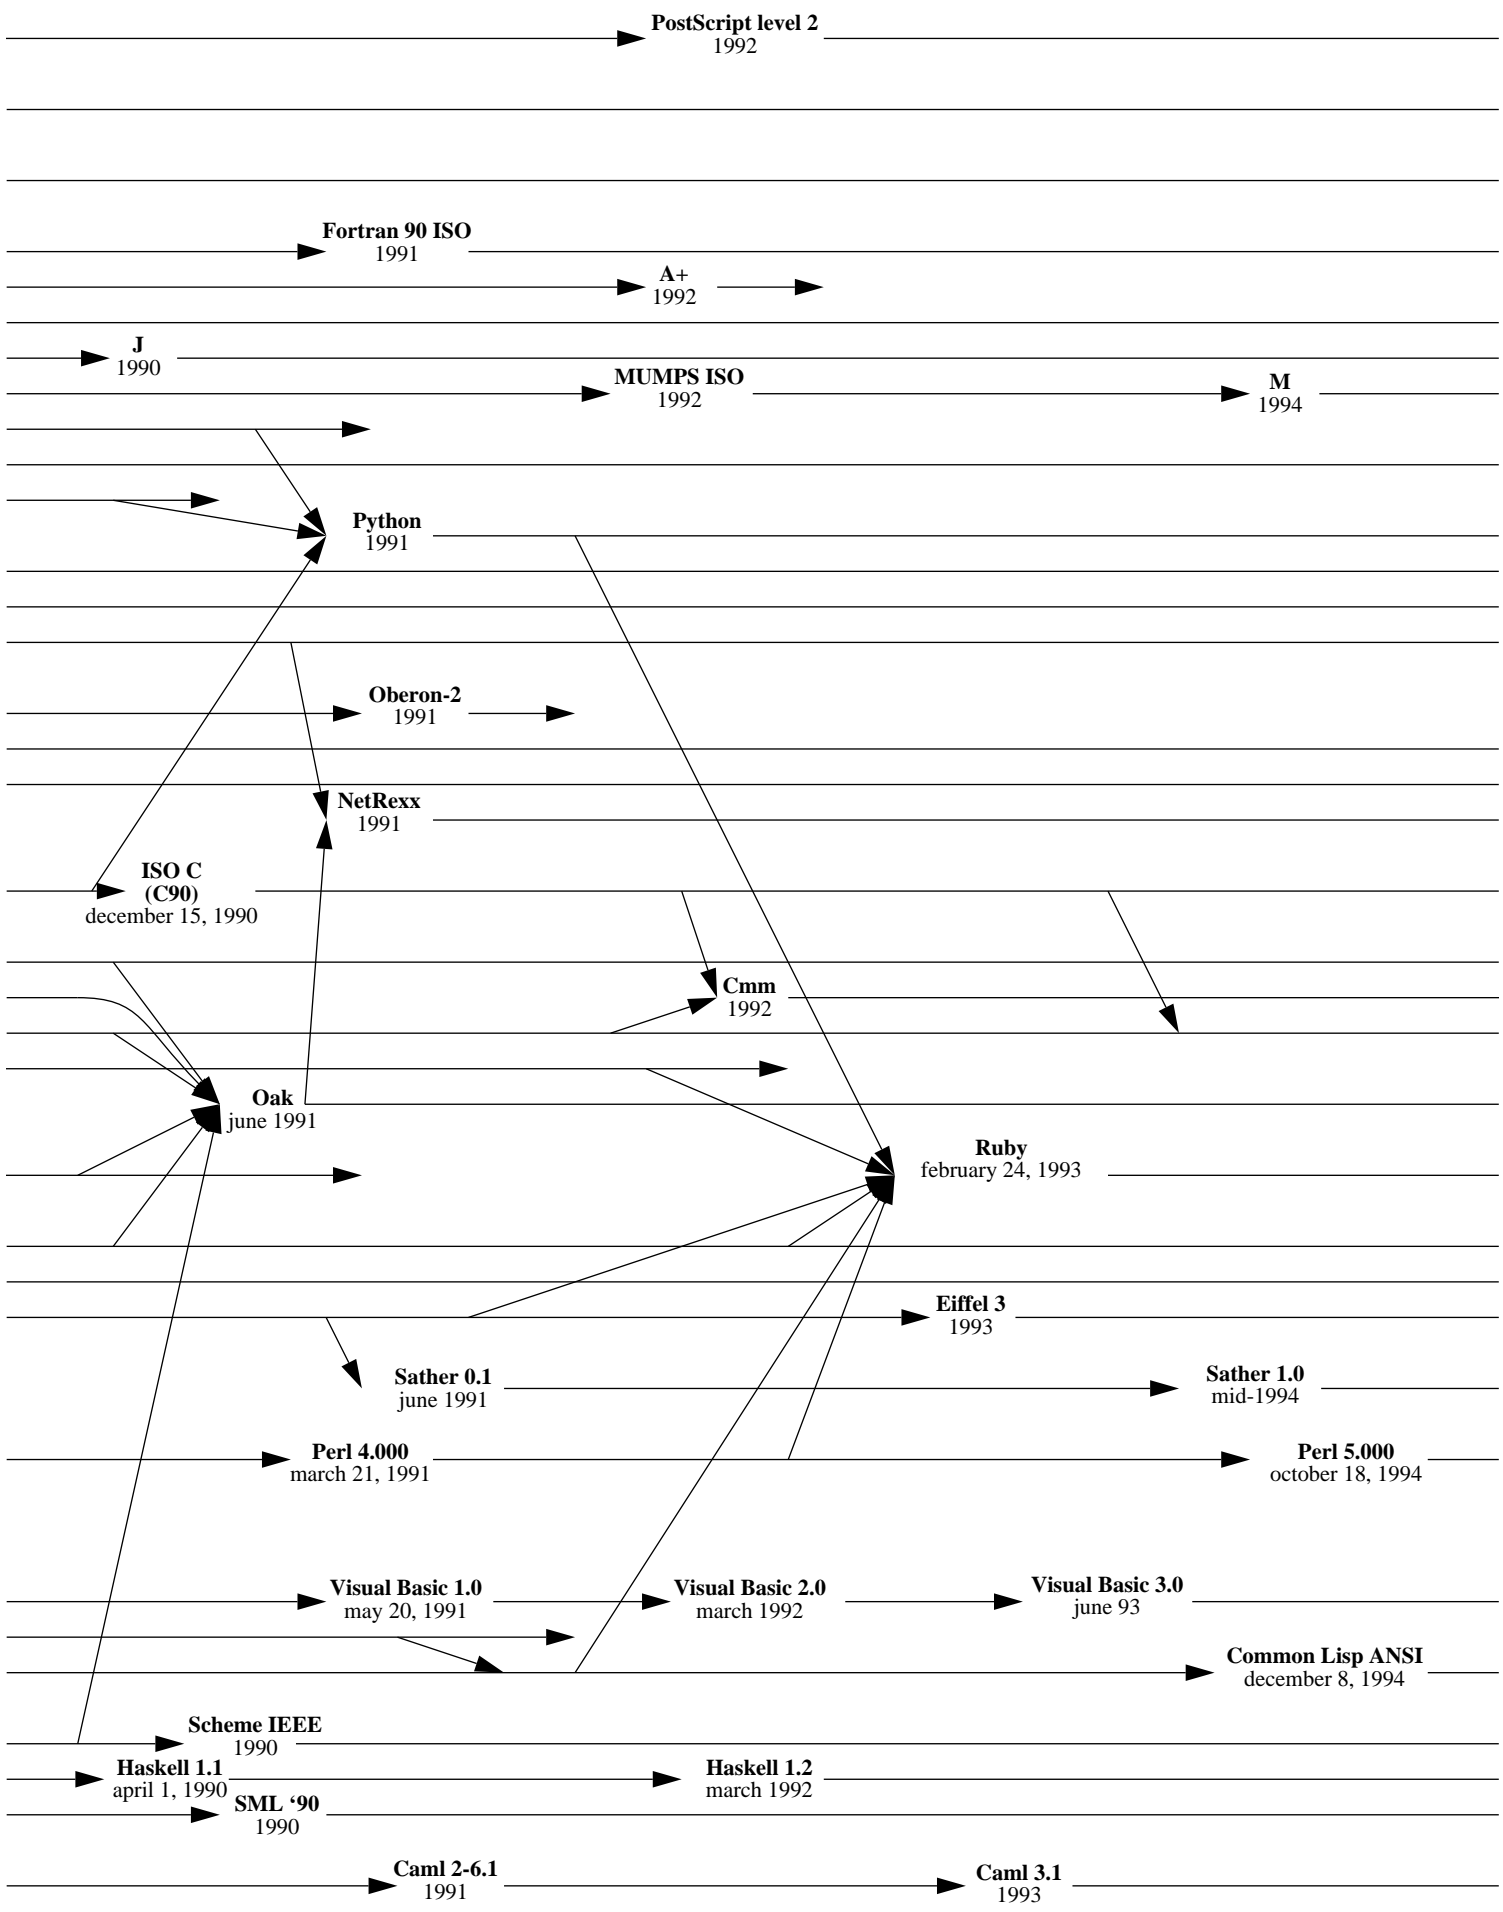 PostScript level 2
1992
Fortran 90 ISO
1991
A+
1992
J
1990
MUMPS ISO
1992
M
1994
Python
1991
Oberon-2
1991
NetRexx
1991
ISO C
(C90)
december 15, 1990
Cmm
1992
Oak
june 1991
Ruby
february 24, 1993
Eiffel 3
1993
Sather 0.1
june 1991
Sather 1.0
mid-1994
Perl 4.000
march 21, 1991
Perl 5.000
october 18, 1994
Visual Basic 1.0
may 20, 1991
Visual Basic 2.0
march 1992
Visual Basic 3.0
june 93
Common Lisp ANSI
december 8, 1994
Scheme IEEE
1990
Haskell 1.1
april 1, 1990
Haskell 1.2
march 1992
SML ‘90
1990
Caml 2-6.1
1991
Caml 3.1
1993